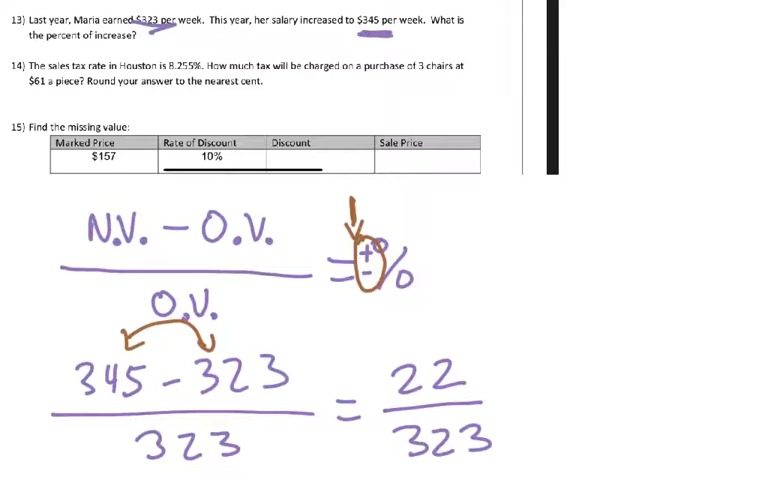 13) Last year, Maria earned $323 per week. This year, her salary increased to $345 per week. What is
the percent of increase?
14) The sales tax rate in Houston is 8.255%. How much tax will be charged on a purchase of 3 chairs at
$61 a piece? Round your answer to the nearest cent.
15) Find the missing value:
Marked Price Rate of Discount Discount Sale Price
$157 10%
N.V. - O.V.
= + - %
O.V.
345 - 323
= 22
323
323